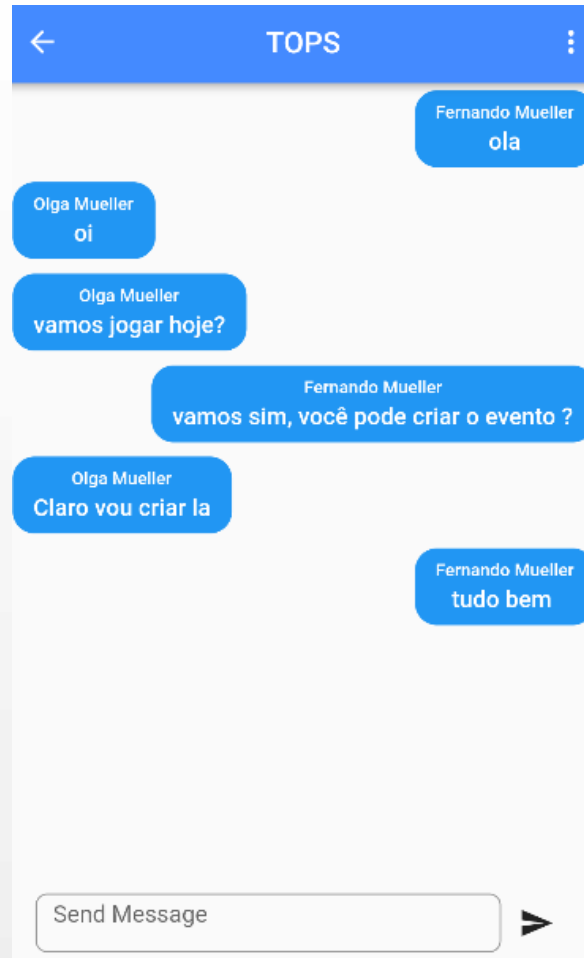 TOPS
Fernando Mueller
ola
Olga Mueller
oi
Olga Mueller
vamos jogar hoje?
Fernando Mueller
vamos sim, você pode criar o evento ?
Olga Mueller
Claro vou criar la
Fernando Mueller
tudo bem
Send Message